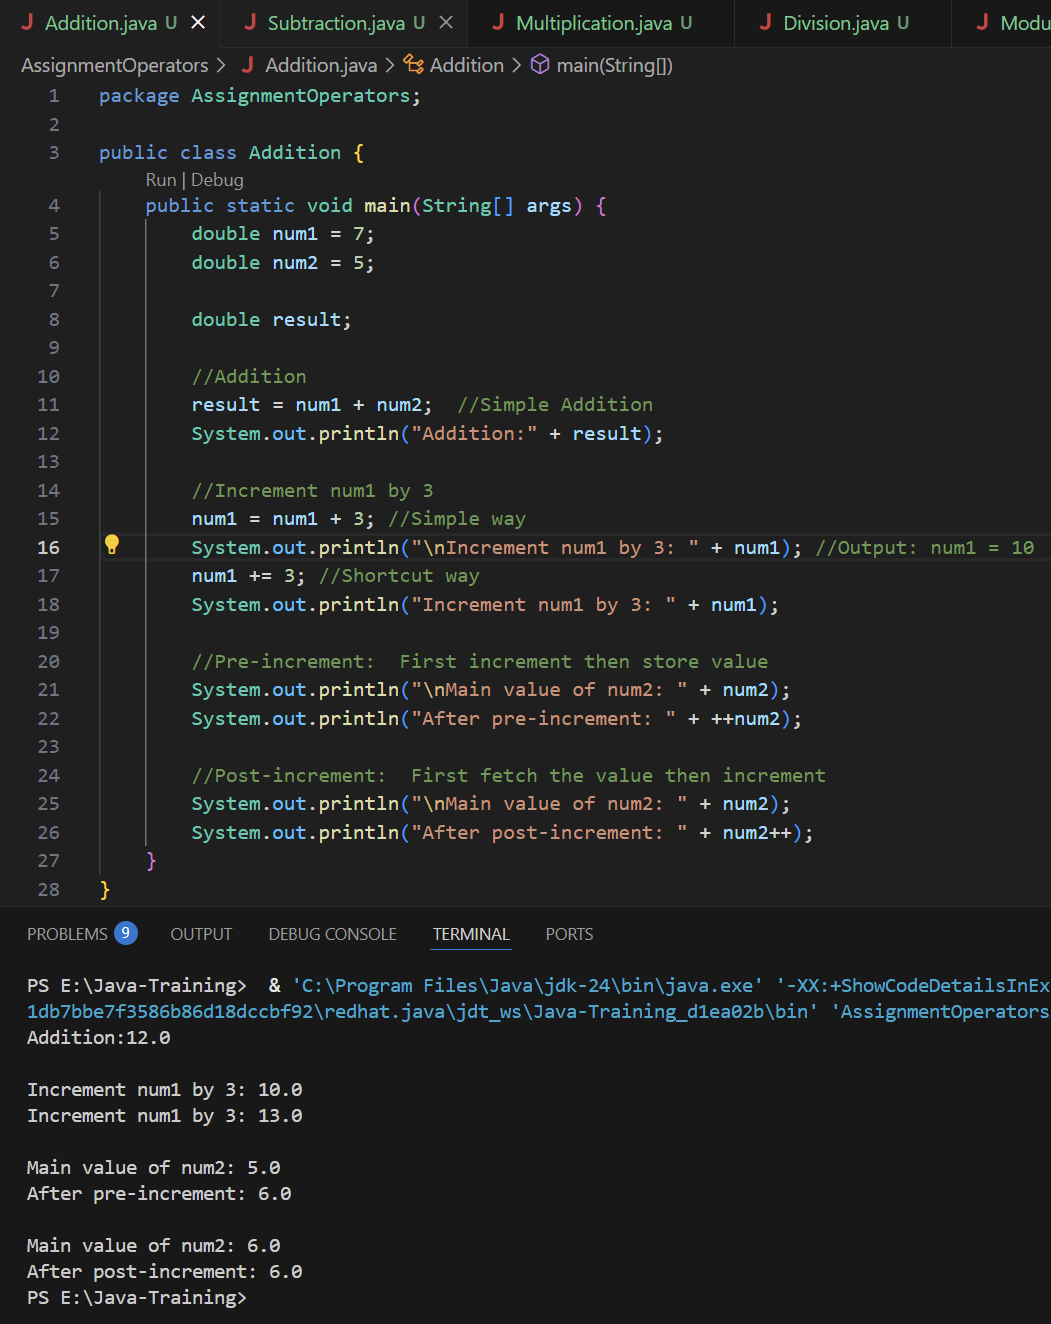 J Addition.java U × J Subtraction.java U × J Multiplication.java U J Division.java U J Modu
AssignmentOperators > J Addition.java > Addition > main(String[])
1 package AssignmentOperators;
2
3 public class Addition {
Run | Debug
4 public static void main(String[] args) {
5 double num1 = 7;
6 double num2 = 5;
7
8 double result;
9
10 //Addition
11 result = num1 + num2;  //Simple Addition
12 System.out.println("Addition:" + result);
13
14 //Increment num1 by 3
15 num1 = num1 + 3; //Simple way
16 System.out.println("\nIncrement num1 by 3: " + num1); //Output: num1 = 10
17 num1 += 3; //Shortcut way
18 System.out.println("Increment num1 by 3: " + num1);
19
20 //Pre-increment:  First increment then store value
21 System.out.println("\nMain value of num2: " + num2);
22 System.out.println("After pre-increment: " + ++num2);
23
24 //Post-increment:  First fetch the value then increment
25 System.out.println("\nMain value of num2: " + num2);
26 System.out.println("After post-increment: " + num2++);
27 }
28 }
PROBLEMS 9 OUTPUT DEBUG CONSOLE TERMINAL PORTS
PS E:\Java-Training>  & 'C:\Program Files\Java\jdk-24\bin\java.exe' '-XX:+ShowCodeDetailsInEx
1db7bbe7f3586b86d18dccbf92\redhat.java\jdt_ws\Java-Training_d1ea02b\bin' 'AssignmentOperators
Addition:12.0
Increment num1 by 3: 10.0
Increment num1 by 3: 13.0
Main value of num2: 5.0
After pre-increment: 6.0
Main value of num2: 6.0
After post-increment: 6.0
PS E:\Java-Training>